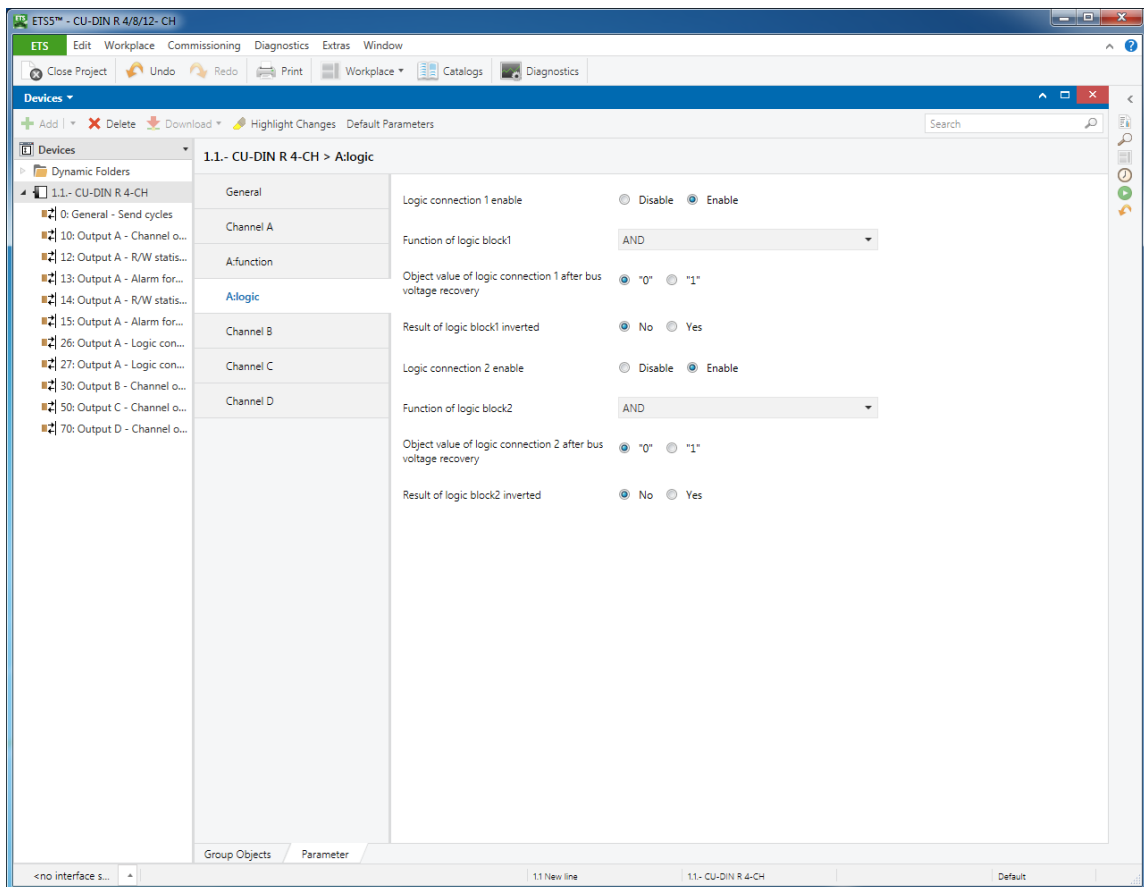 ETS5™ - CU-DIN R 4/8/12- CH
ETS Edit Workplace Commissioning Diagnostics Extras Window
Close Project Undo Redo Print Workplace Catalogs Diagnostics
Devices
Add Delete Download Highlight Changes Default Parameters Search
Devices
Dynamic Folders
1.1.- CU-DIN R 4-CH
0: General - Send cycles
10: Output A - Channel o...
12: Output A - R/W statis...
13: Output A - Alarm for...
14: Output A - R/W statis...
15: Output A - Alarm for...
26: Output A - Logic con...
27: Output A - Logic con...
30: Output B - Channel o...
50: Output C - Channel o...
70: Output D - Channel o...
1.1.- CU-DIN R 4-CH > A:logic
General
Channel A
A:function
A:logic
Channel B
Channel C
Channel D
Logic connection 1 enable Disable Enable
Function of logic block1 AND
Object value of logic connection 1 after bus
voltage recovery "0" "1"
Result of logic block1 inverted No Yes
Logic connection 2 enable Disable Enable
Function of logic block2 AND
Object value of logic connection 2 after bus
voltage recovery "0" "1"
Result of logic block2 inverted No Yes
Group Objects Parameter
<no interface s... 1.1 New line 1.1.- CU-DIN R 4-CH Default